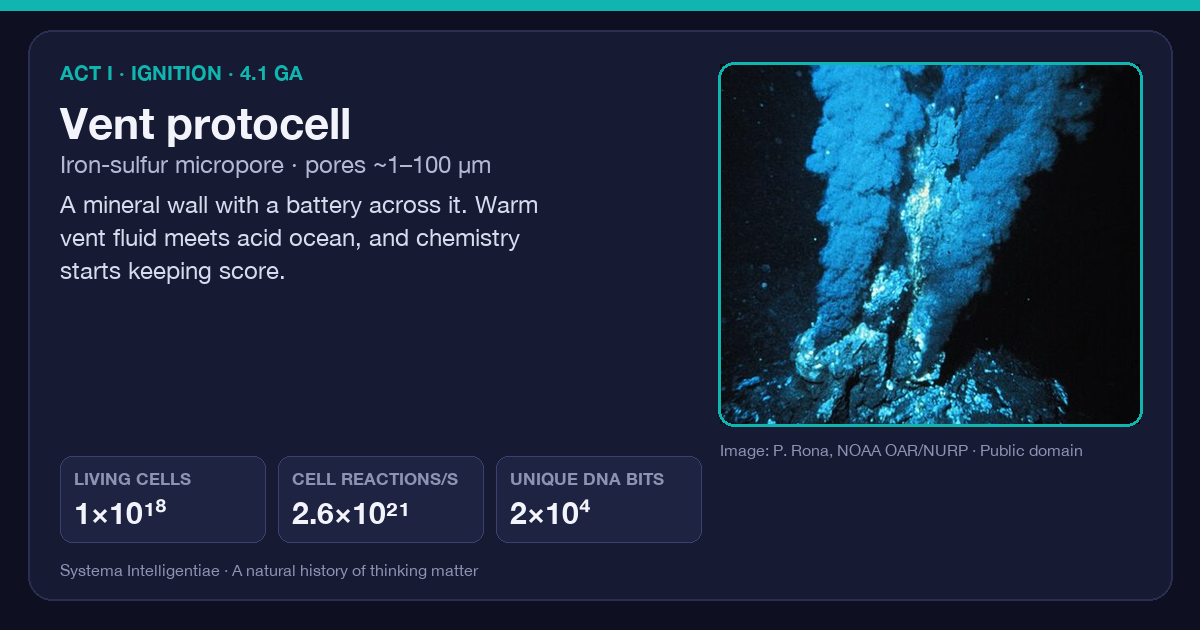 ACT I · IGNITION · 4.1 GA
Vent protocell
Iron-sulfur micropore · pores ~1–100 µm
A mineral wall with a battery across it. Warm
vent fluid meets acid ocean, and chemistry
starts keeping score.
Image: P. Rona, NOAA OAR/NURP · Public domain
LIVING CELLS
1×10¹⁸
CELL REACTIONS/S
2.6×10²¹
UNIQUE DNA BITS
2×10⁴
Systema Intelligentiae · A natural history of thinking matter